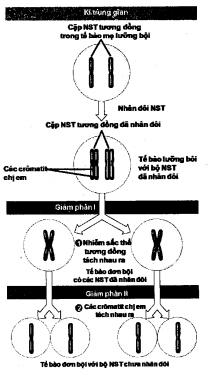 Kì trung gian
Cặp NST tương đồng
trong tế bào mẹ lưỡng bội
Nhân đôi NST
Cặp NST tương đồng đã nhân đôi
Các crômatit
chị em
Tế bào lưỡng bội
với bộ NST
đã nhân đôi
Giảm phân I
1 Nhiễm sắc thể
tương đồng
tách nhau ra
Tế bào đơn bội
có các NST đã nhân đôi
Giảm phân II
2 Các crômatit chị em
tách nhau ra
Tế bào đơn bội với bộ NST chưa nhân đôi